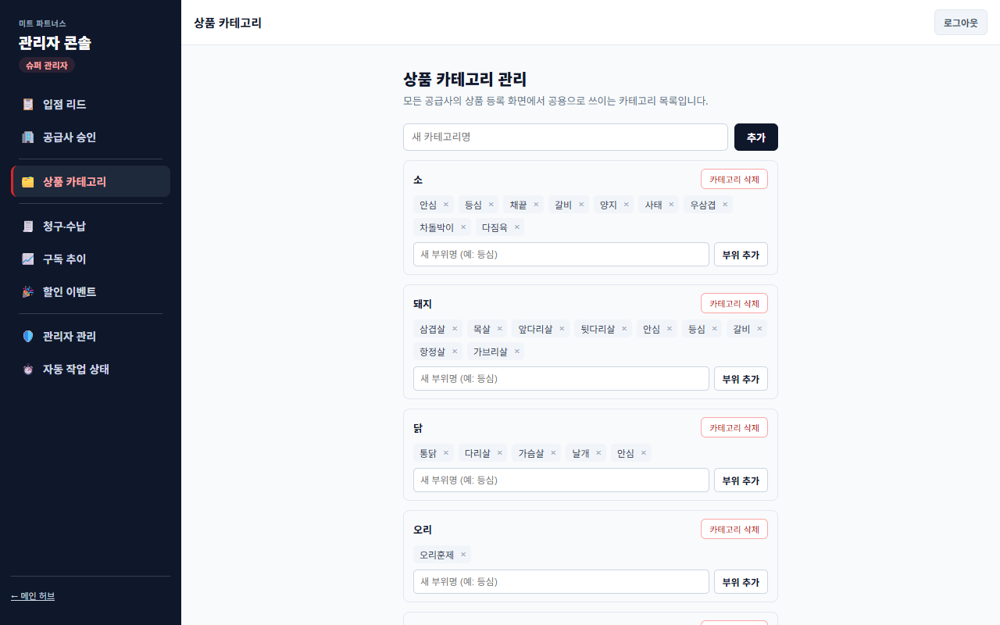 미트 파트너스
관리자 콘솔
슈퍼 관리자
입점 리드
공급사 승인
상품 카테고리
청구·수납
구독 추이
할인 이벤트
관리자 관리
자동 작업 상태
← 메인 허브
상품 카테고리
로그아웃
상품 카테고리 관리
모든 공급사의 상품 등록 화면에서 공용으로 쓰이는 카테고리 목록입니다.
새 카테고리명
추가
소
카테고리 삭제
안심 × 등심 × 채끝 × 갈비 × 양지 × 사태 × 우삼겹 ×
차돌박이 × 다짐육 ×
새 부위명 (예: 등심)
부위 추가
돼지
카테고리 삭제
삼겹살 × 목살 × 앞다리살 × 뒷다리살 × 안심 × 등심 × 갈비 ×
항정살 × 가브리살 ×
새 부위명 (예: 등심)
부위 추가
닭
카테고리 삭제
통닭 × 다리살 × 가슴살 × 날개 × 안심 ×
새 부위명 (예: 등심)
부위 추가
오리
카테고리 삭제
오리훈제 ×
새 부위명 (예: 등심)
부위 추가